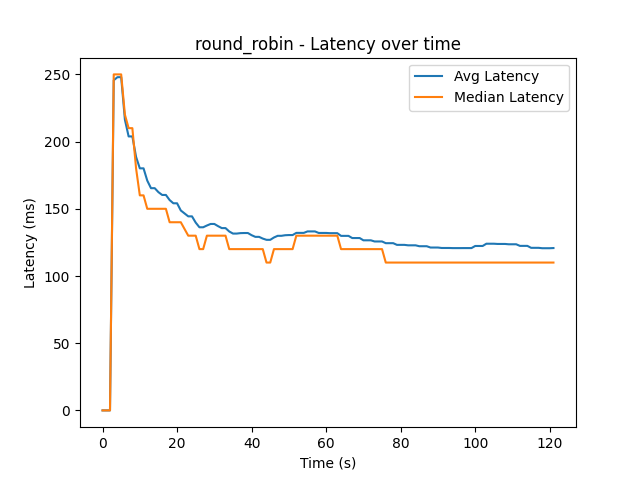 round_robin - Latency over time
Avg Latency
Median Latency
Latency (ms)
250
200
150
100
50
0
0 20 40 60 80 100 120
Time (s)